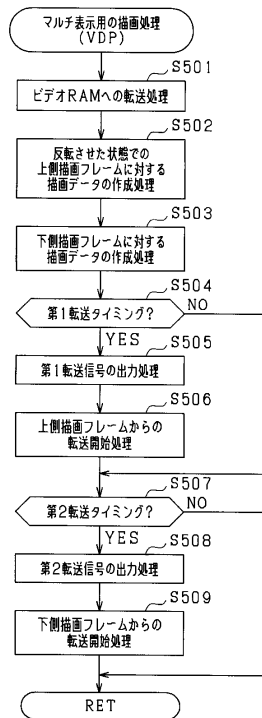 マルチ表示用の描画処理
(VDP)
S501
ビデオRAMへの転送処理
S502
反転させた状態での
上側描画フレームに対する
描画データの作成処理
S503
下側描画フレームに対する
描画データの作成処理
S504
第1転送タイミング?
NO
YES
S505
第1転送信号の出力処理
S506
上側描画フレームからの
転送開始処理
S507
第2転送タイミング?
NO
YES
S508
第2転送信号の出力処理
S509
下側描画フレームからの
転送開始処理
RET